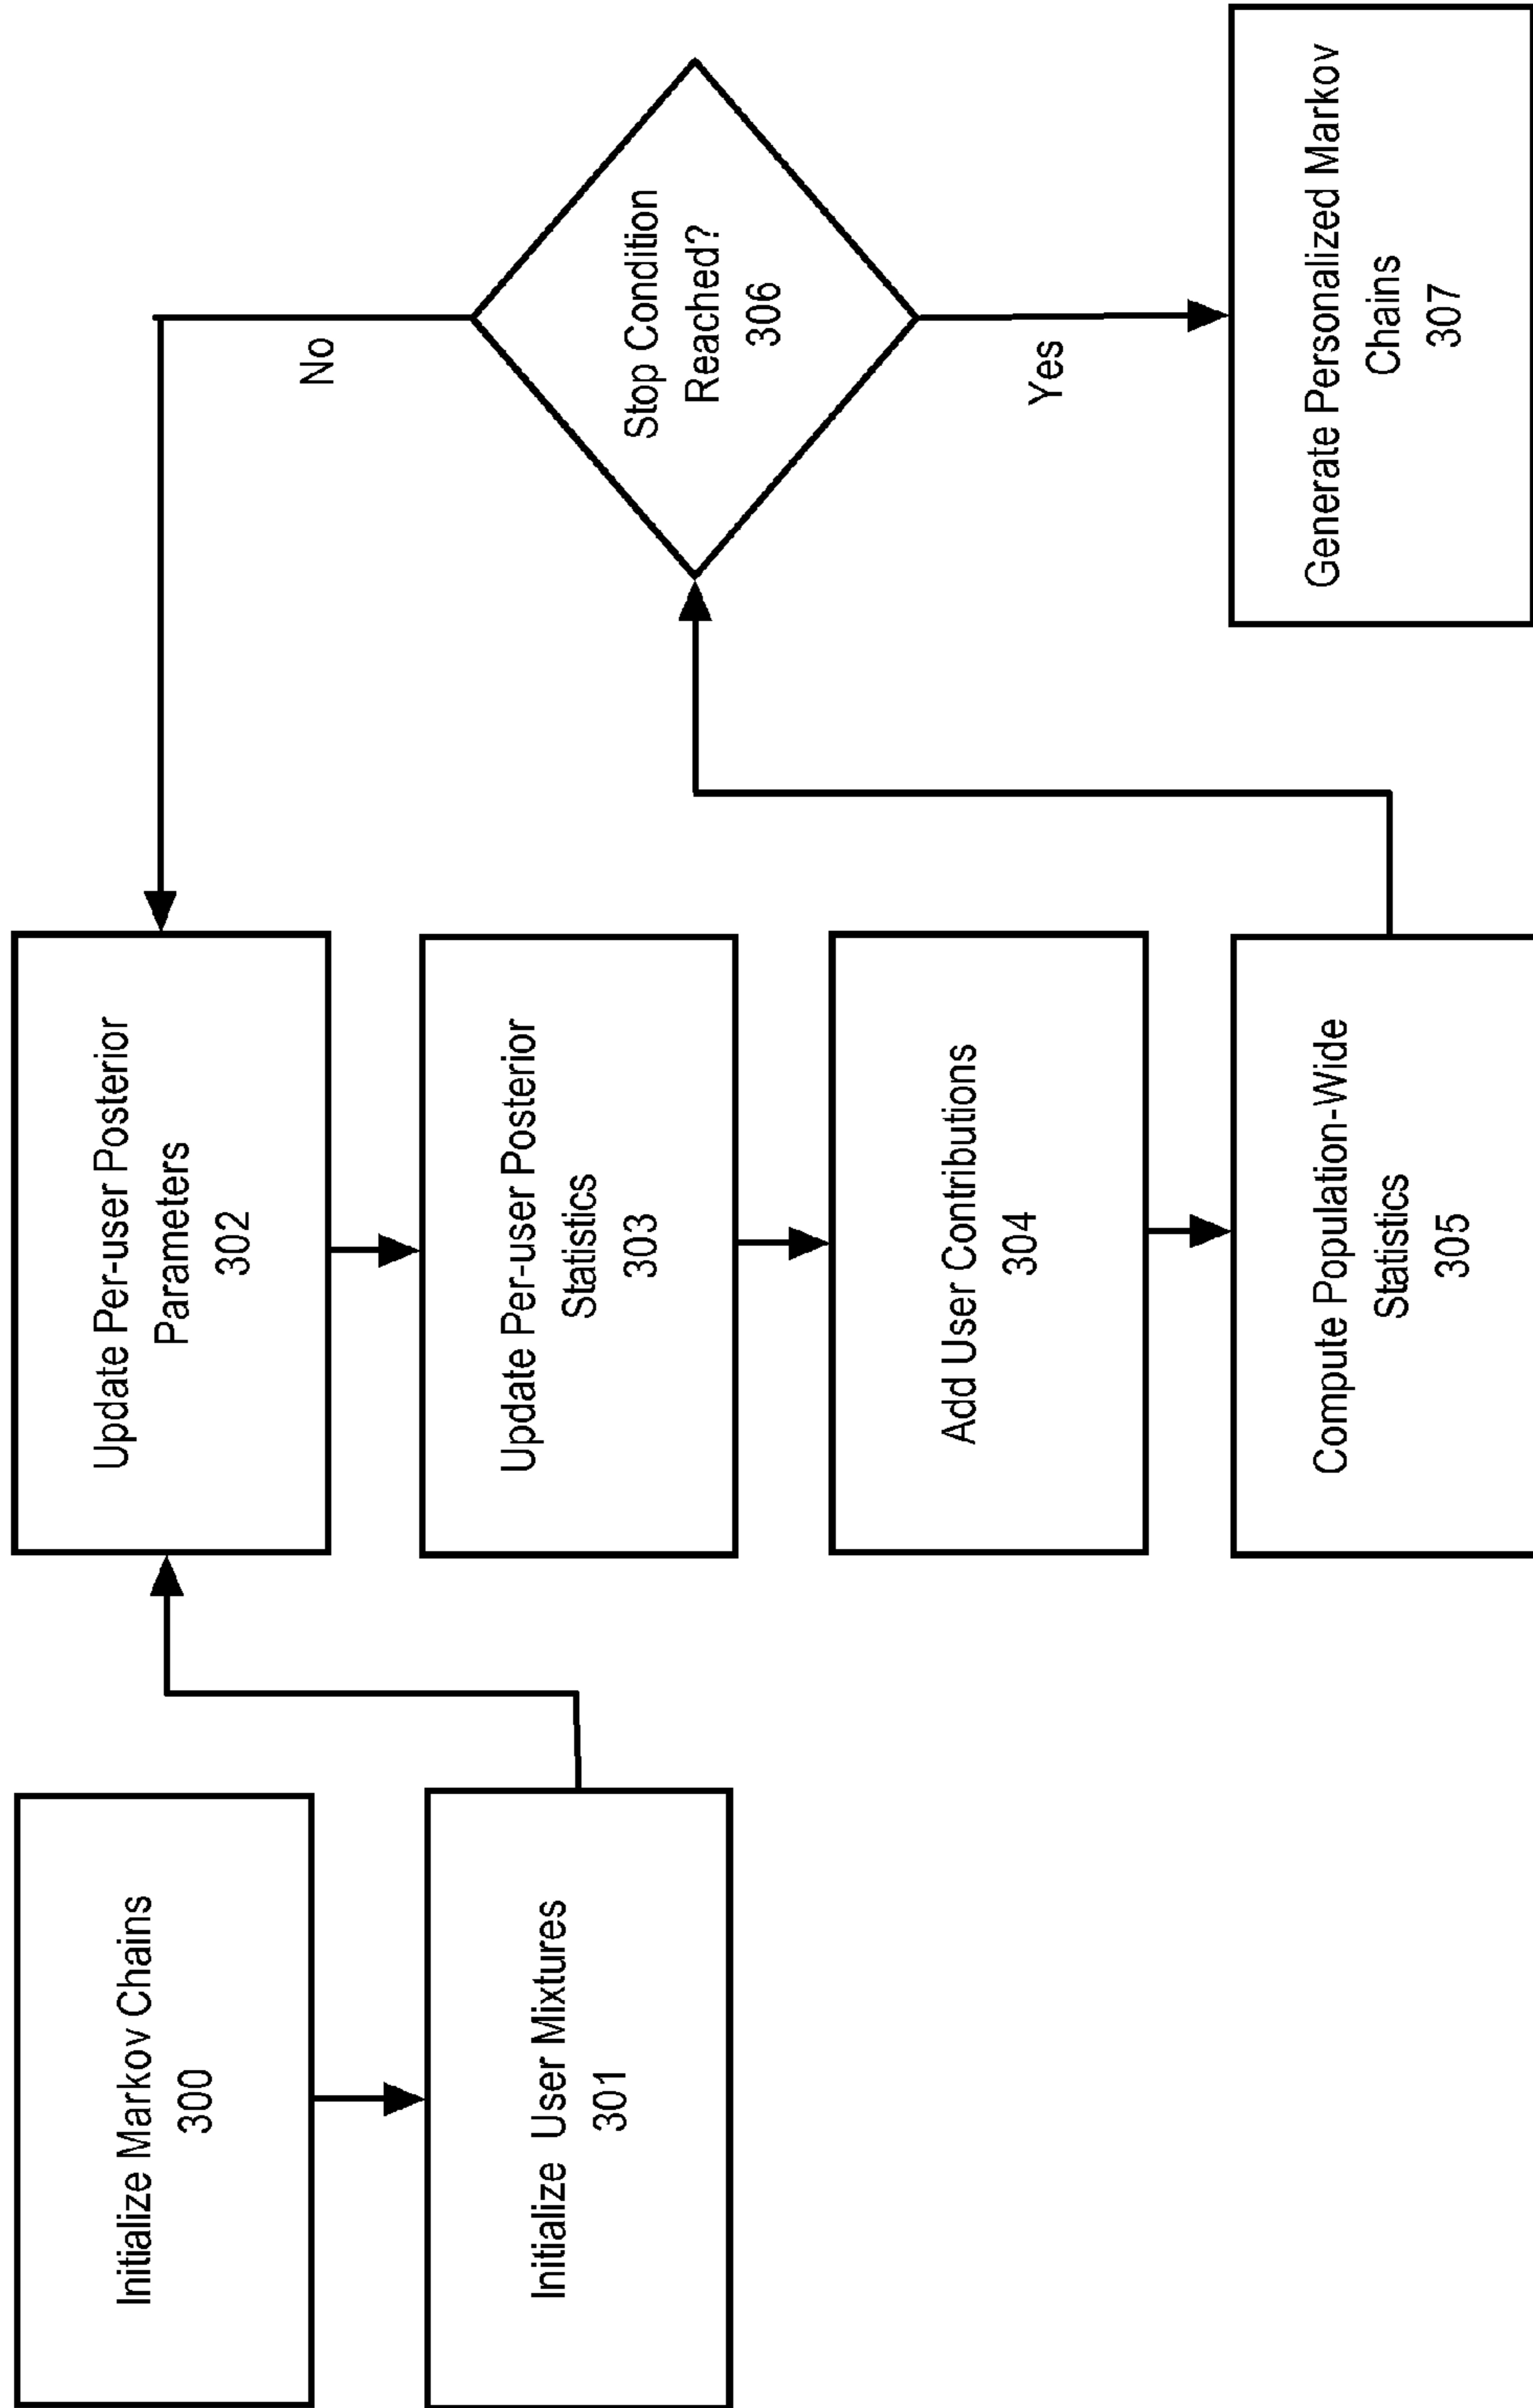 Initialize Markov Chains
300
Initialize User Mixtures
301
Update Per-user Posterior
Parameters
302
Update Per-user Posterior
Statistics
303
Add User Contributions
304
Compute Population-Wide
Statistics
305
No
Stop Condition
Reached?
306
Yes
Generate Personalized Markov
Chains
307